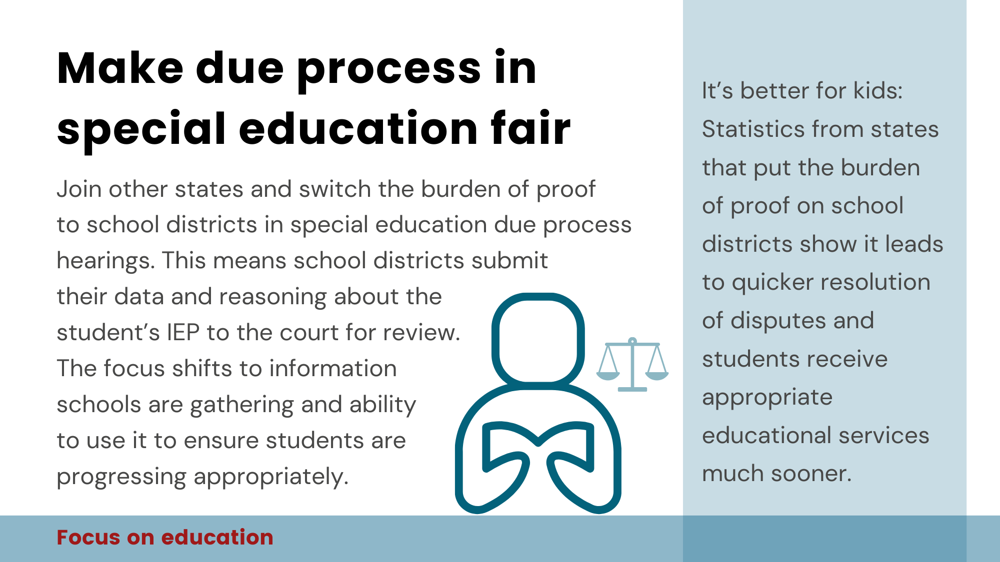 Make due process in
special education fair
Join other states and switch the burden of proof
to school districts in special education due process
hearings. This means school districts submit
their data and reasoning about the
student’s IEP to the court for review.
The focus shifts to information
schools are gathering and ability
to use it to ensure students are
progressing appropriately.
It’s better for kids:
Statistics from states
that put the burden
of proof on school
districts show it leads
to quicker resolution
of disputes and
students receive
appropriate
educational services
much sooner.
Focus on education